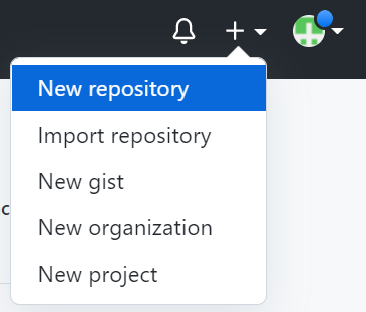 New repository
Import repository
New gist
New organization
New project